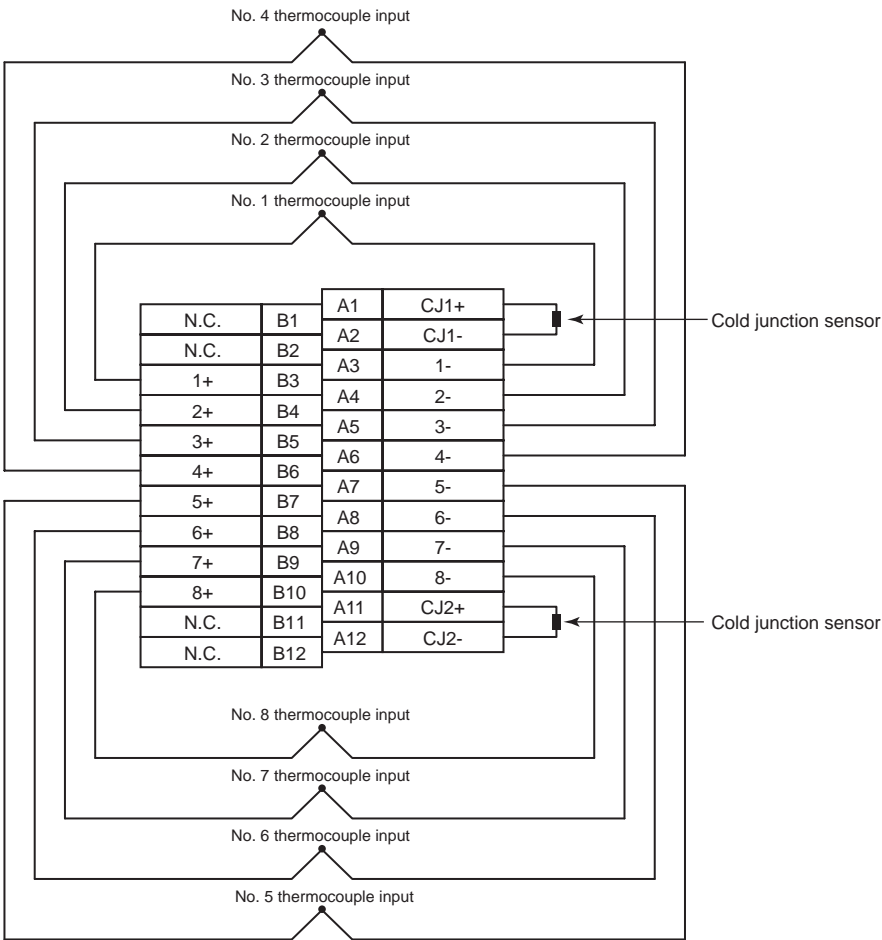 No. 4 thermocouple input
No. 3 thermocouple input
No. 2 thermocouple input
No. 1 thermocouple input
A1 CJ1+
N.C. B1
Cold junction sensor
A2 CJ1-
N.C. B2
A3 1-
1+ B3
A4 2-
2+ B4
A5 3-
3+ B5
A6 4-
4+ B6
A7 5-
5+ B7
A8 6-
6+ B8
A9 7-
7+ B9
A10 8-
8+ B10
A11 CJ2+
N.C. B11
Cold junction sensor
A12 CJ2-
N.C. B12
No. 8 thermocouple input
No. 7 thermocouple input
No. 6 thermocouple input
No. 5 thermocouple input